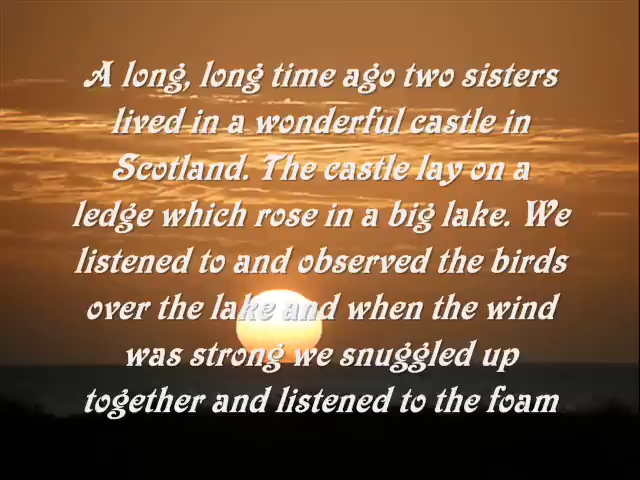 A long, long time ago two sisters
lived in a wonderful castle in
Scotland. The castle lay on a
ledge which rose in a big lake. We
listened to and observed the birds
over the lake and when the wind
was strong we snuggled up
together and listened to the foam